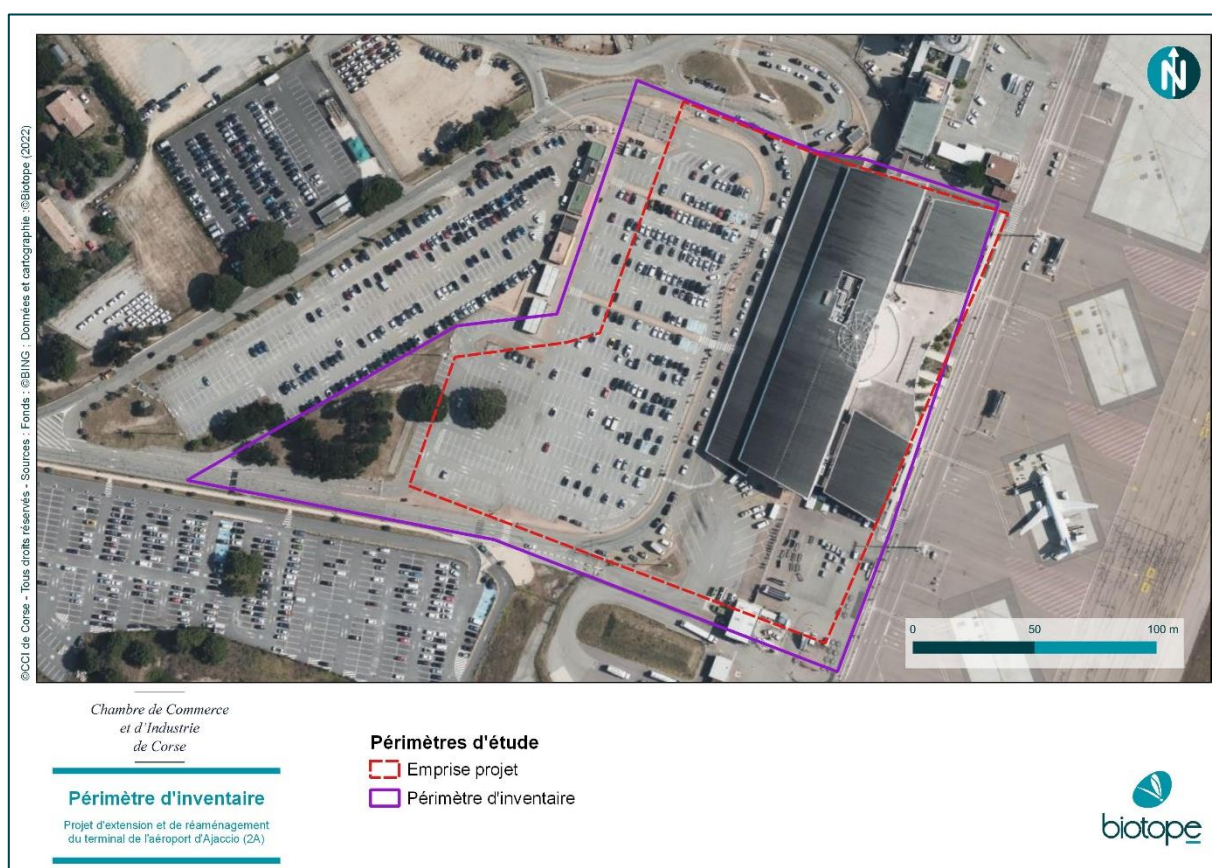 ©CCI de Corse - Tous droits réservés - Sources : Fonds : ©BING ; Données et cartographie :©Biotope (2022)
N
0 50 100 m
Chambre de Commerce
et d'Industrie
de Corse
Périmètre d'inventaire
Projet d'extension et de réaménagement
du terminal de l'aéroport d'Ajaccio (2A)
Périmètres d'étude
Emprise projet
Périmètre d'inventaire
biotope